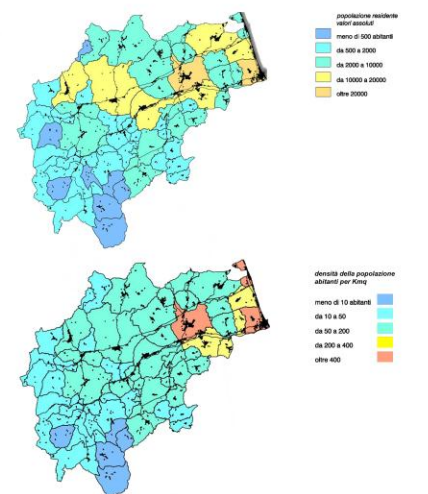 popolazione residente
valori assoluti
meno di 500 abitanti
da 500 a 2000
da 2000 a 10000
da 10000 a 20000
oltre 20000
densità della popolazione
abitanti per Kmq
meno di 10 abitanti
da 10 a 50
da 50 a 200
da 200 a 400
oltre 400